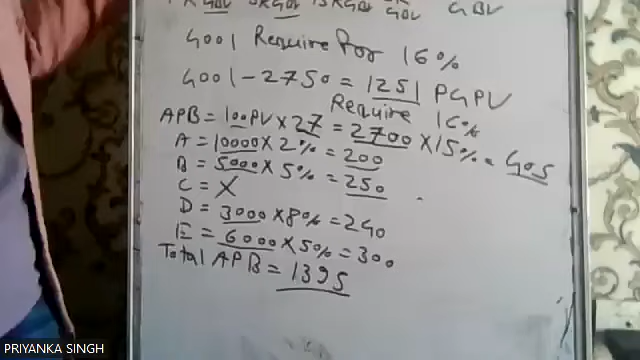 4001 Require for 16%
4001 - 2750 = 1251 PGPV
Require 16%
APB = 100PV × 27 = 2700 × 15% = 405
A = 10000 × 2% = 200
B = 5000 × 5% = 250
C = X
D = 3000 × 8% = 240
E = 6000 × 5% = 300
Total APB = 1395
PRIYANKA SINGH